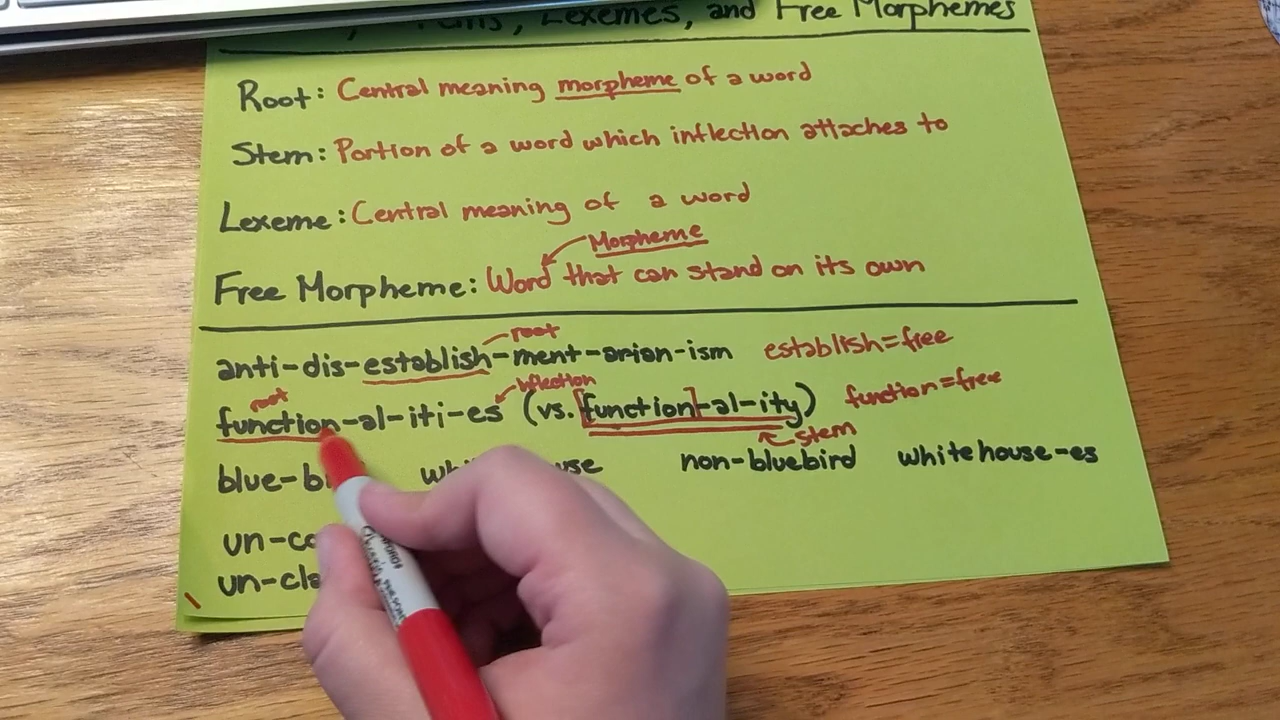 Lexemes, and Free Morphemes
Root: Central meaning morpheme of a word
Stem: Portion of a word which inflection attaches to
Lexeme: Central meaning of a word
Morpheme
Free Morpheme: Word that can stand on its own
root
anti-dis-establish-ment-arian-ism establish=free
root inflection
function-al-iti-es (vs. [function]-al-ity) function=free
stem
blue-bi non-bluebird whitehouse-es
un-co
un-cla